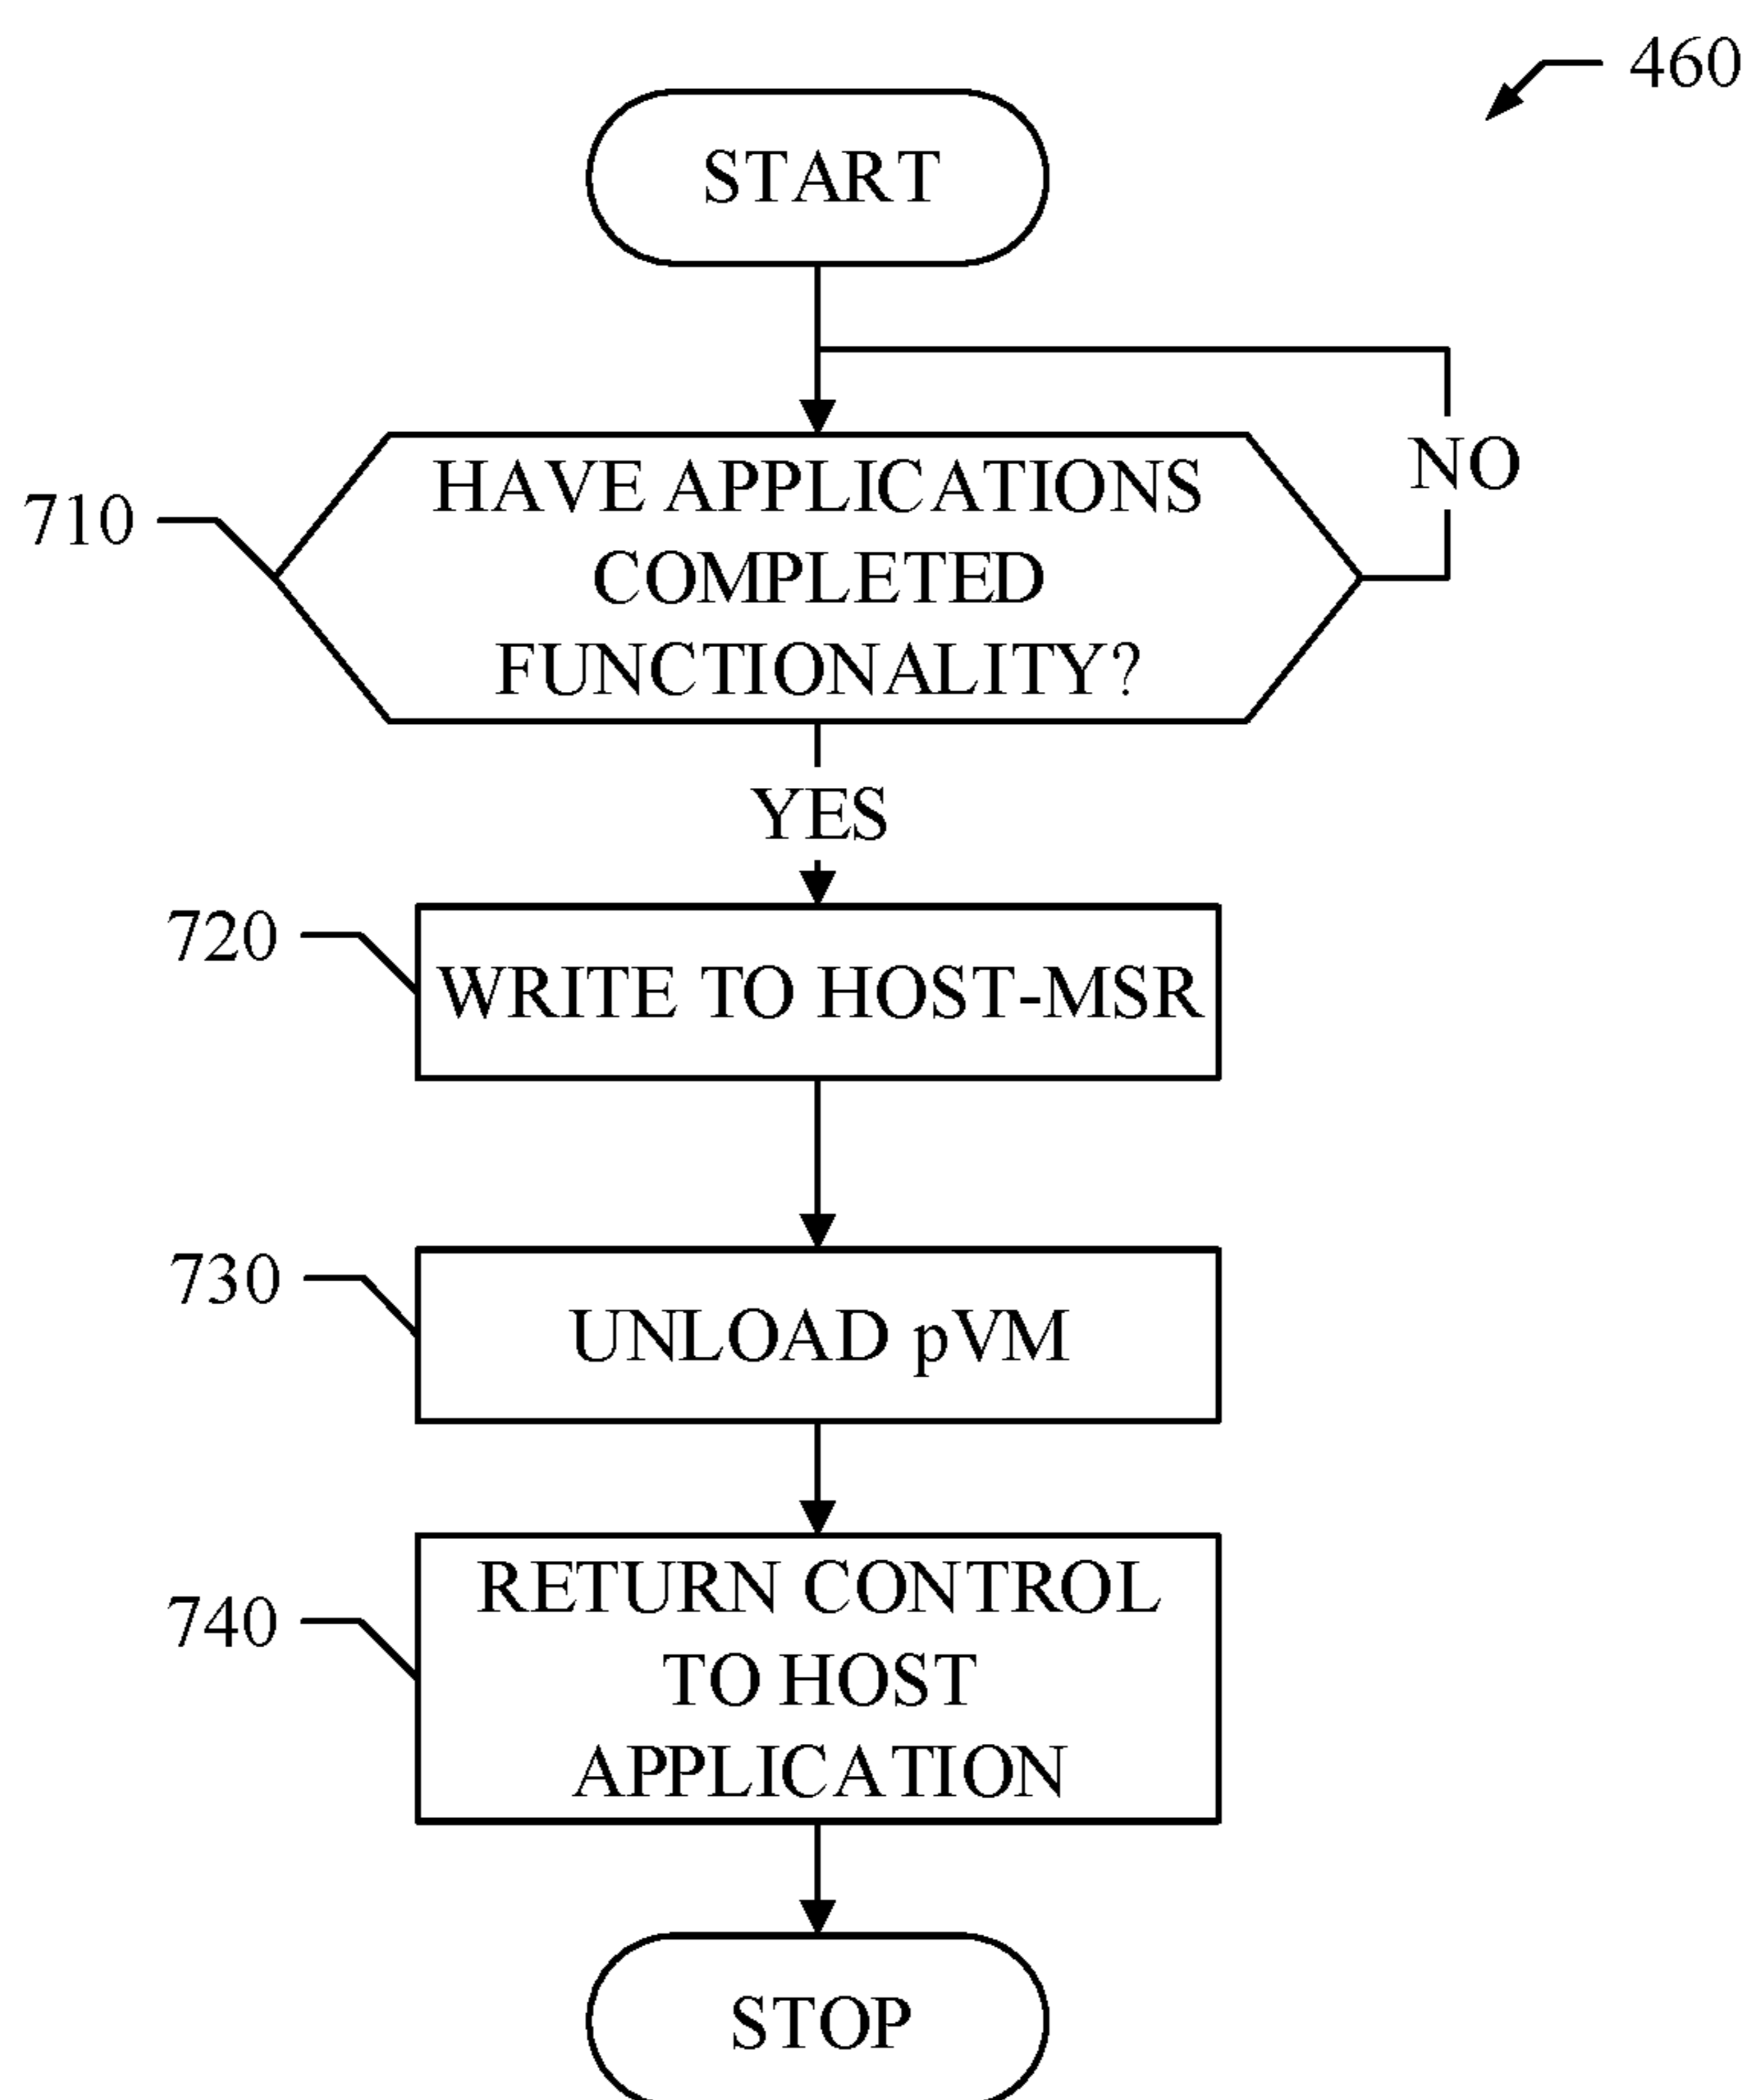 460
START
HAVE APPLICATIONS
COMPLETED
FUNCTIONALITY?
710
NO
YES
720
WRITE TO HOST-MSR
730
UNLOAD pVM
RETURN CONTROL
740
TO HOST
APPLICATION
STOP